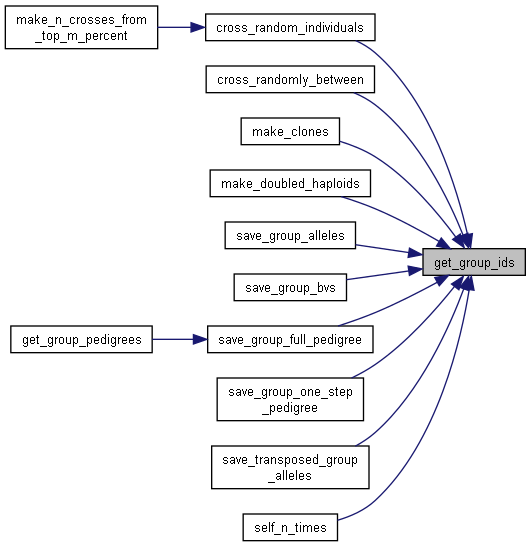 make_n_crosses_from
_top_m_percent
cross_random_individuals
cross_randomly_between
make_clones
make_doubled_haploids
save_group_alleles
get_group_ids
save_group_bvs
get_group_pedigrees
save_group_full_pedigree
save_group_one_step
_pedigree
save_transposed_group
_alleles
self_n_times